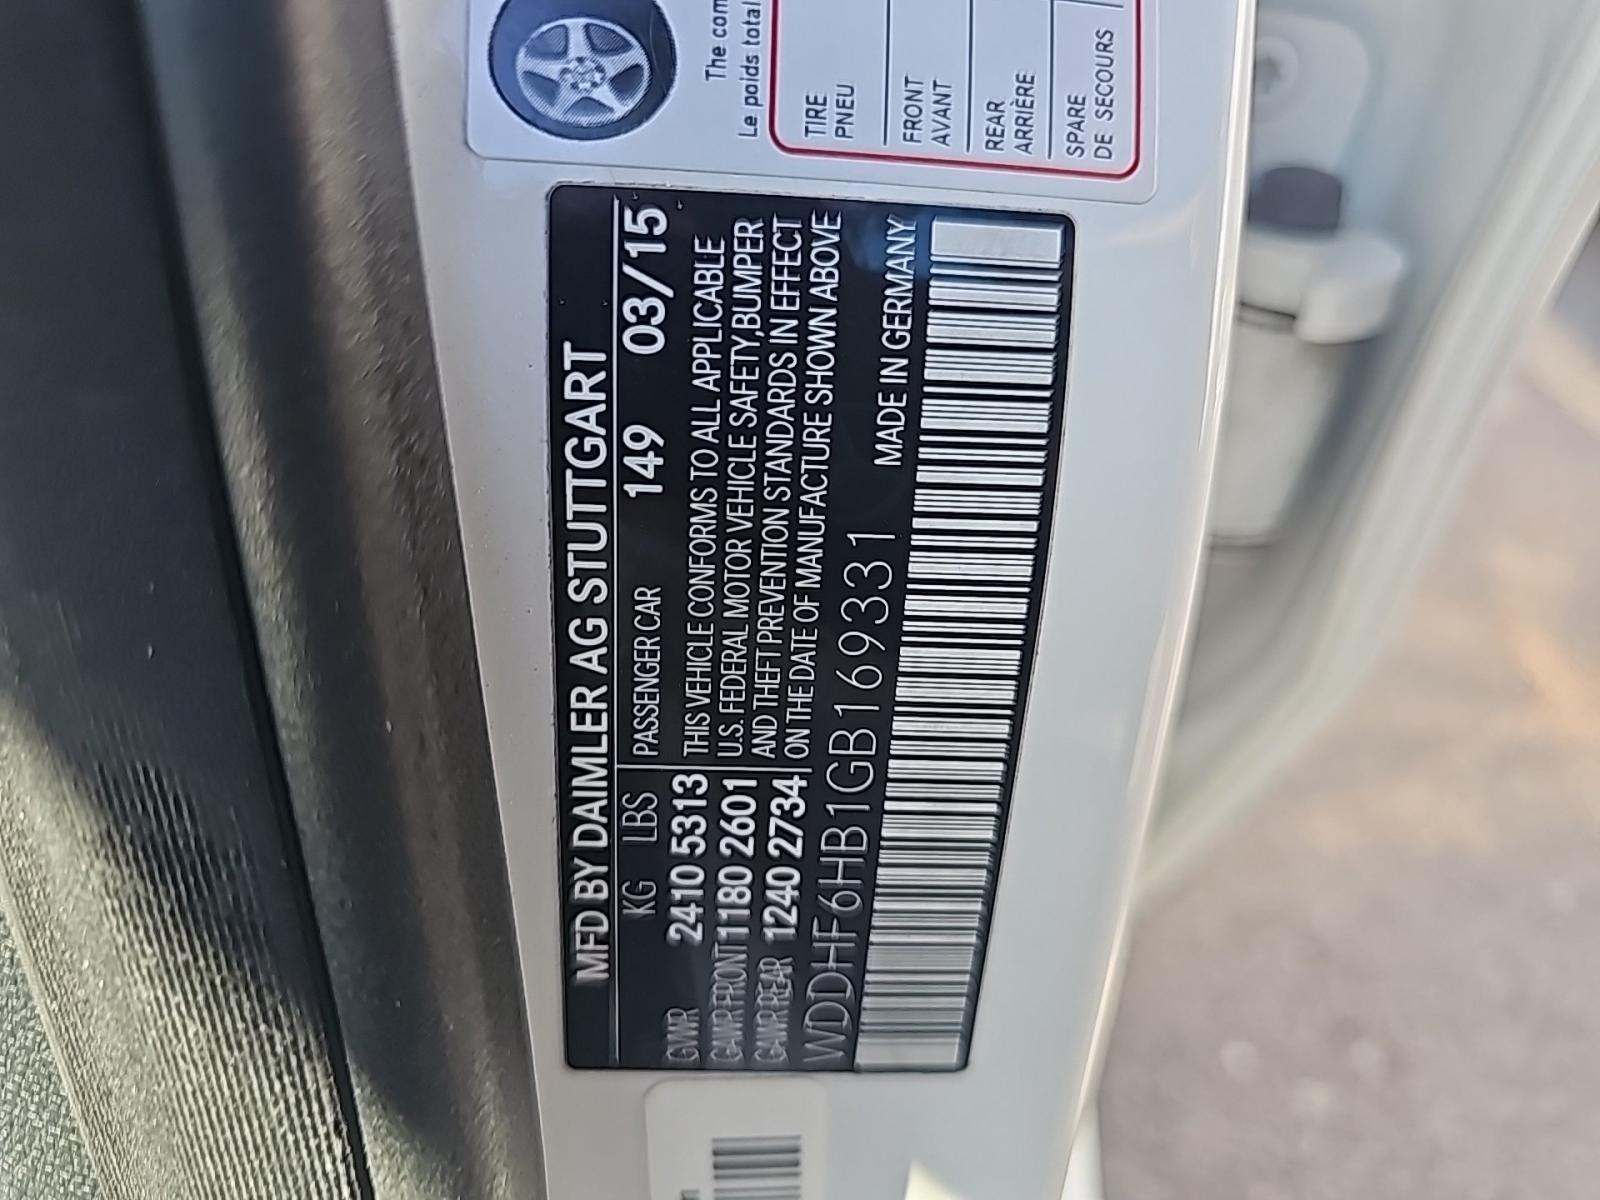 MFD BY DAIMLER AG STUTTGART
KG LBS PASSENGER CAR 149 03/15
GVWR 2410 5313 THIS VEHICLE CONFORMS TO ALL APPLICABLE
GAWR FRONT 1180 2601 U.S. FEDERAL MOTOR VEHICLE SAFETY, BUMPER
AND THEFT PREVENTION STANDARDS IN EFFECT
GAWR REAR 1240 2734 ON THE DATE OF MANUFACTURE SHOWN ABOVE
WDDHF6HB1GB169331 MADE IN GERMANY
The com
Le poids total
TIRE
PNEU
FRONT
AVANT
REAR
ARRIÈRE
SPARE
DE SECOURS